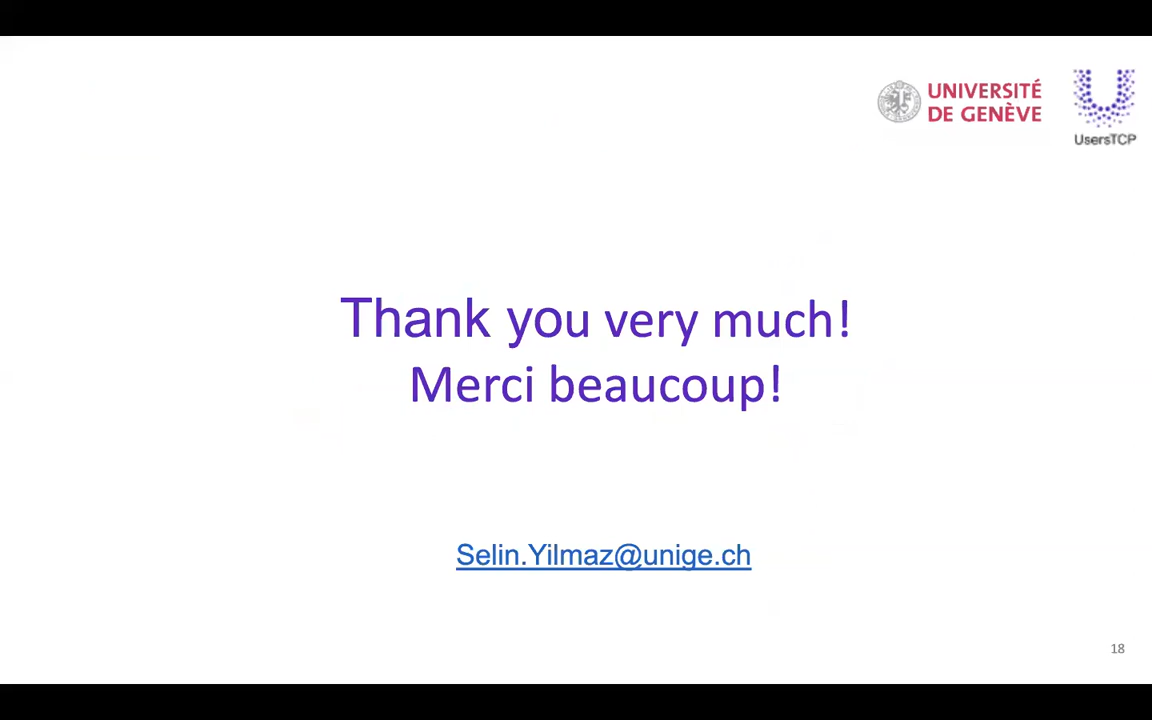 UNIVERSITÉ
DE GENÈVE
UsersTCP
Thank you very much!
Merci beaucoup!
Selin.Yilmaz@unige.ch
18